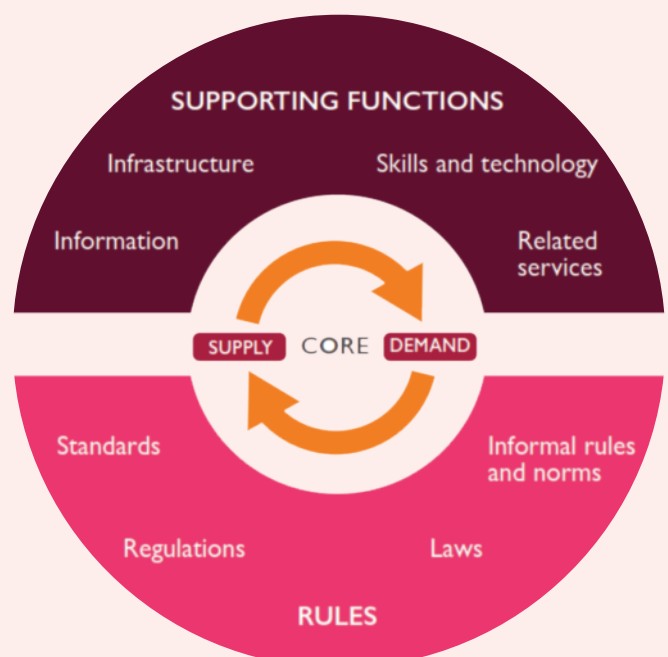 SUPPORTING FUNCTIONS
Infrastructure
Skills and technology
Information
Related
services
SUPPLY
CORE
DEMAND
Standards
Informal rules
and norms
Regulations
Laws
RULES